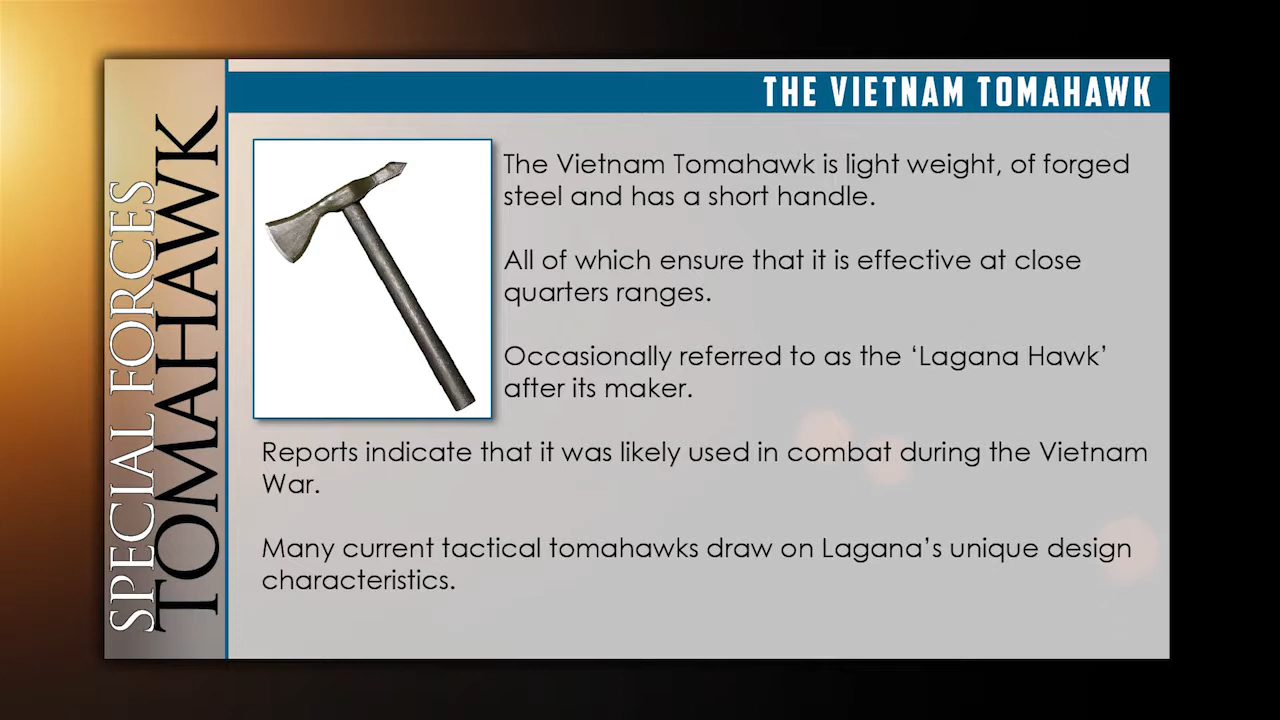 SPECIAL FORCES
TOMAHAWK
THE VIETNAM TOMAHAWK
The Vietnam Tomahawk is light weight, of forged
steel and has a short handle.
All of which ensure that it is effective at close
quarters ranges.
Occasionally referred to as the ‘Lagana Hawk’
after its maker.
Reports indicate that it was likely used in combat during the Vietnam
War.
Many current tactical tomahawks draw on Lagana’s unique design
characteristics.